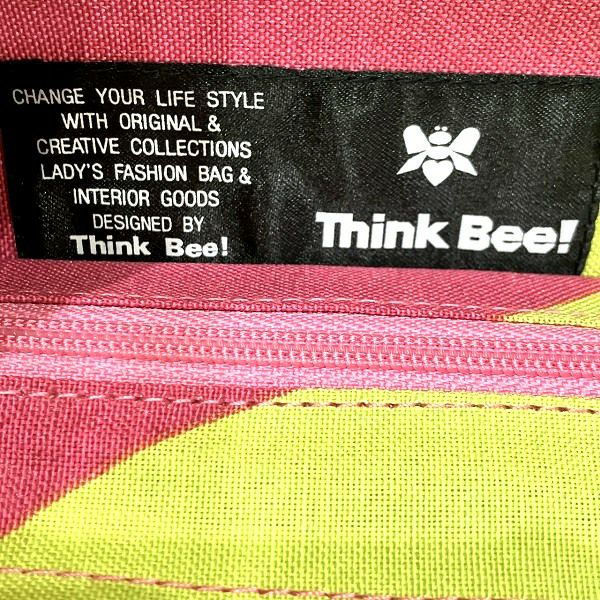 CHANGE YOUR LIFE STYLE
WITH ORIGINAL &
CREATIVE COLLECTIONS
LADY'S FASHION BAG &
INTERIOR GOODS
DESIGNED BY
Think Bee!
Think Bee!